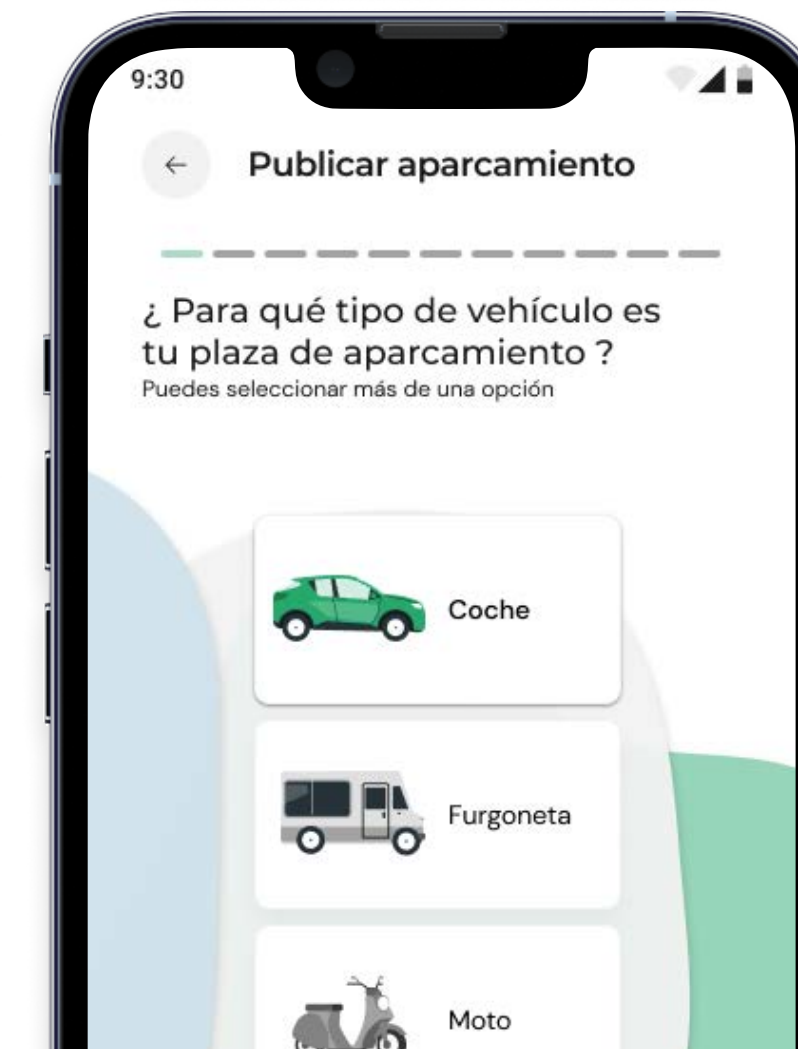 9:30
Publicar aparcamiento
¿ Para qué tipo de vehículo es
tu plaza de aparcamiento ?
Puedes seleccionar más de una opción
Coche
Furgoneta
Moto